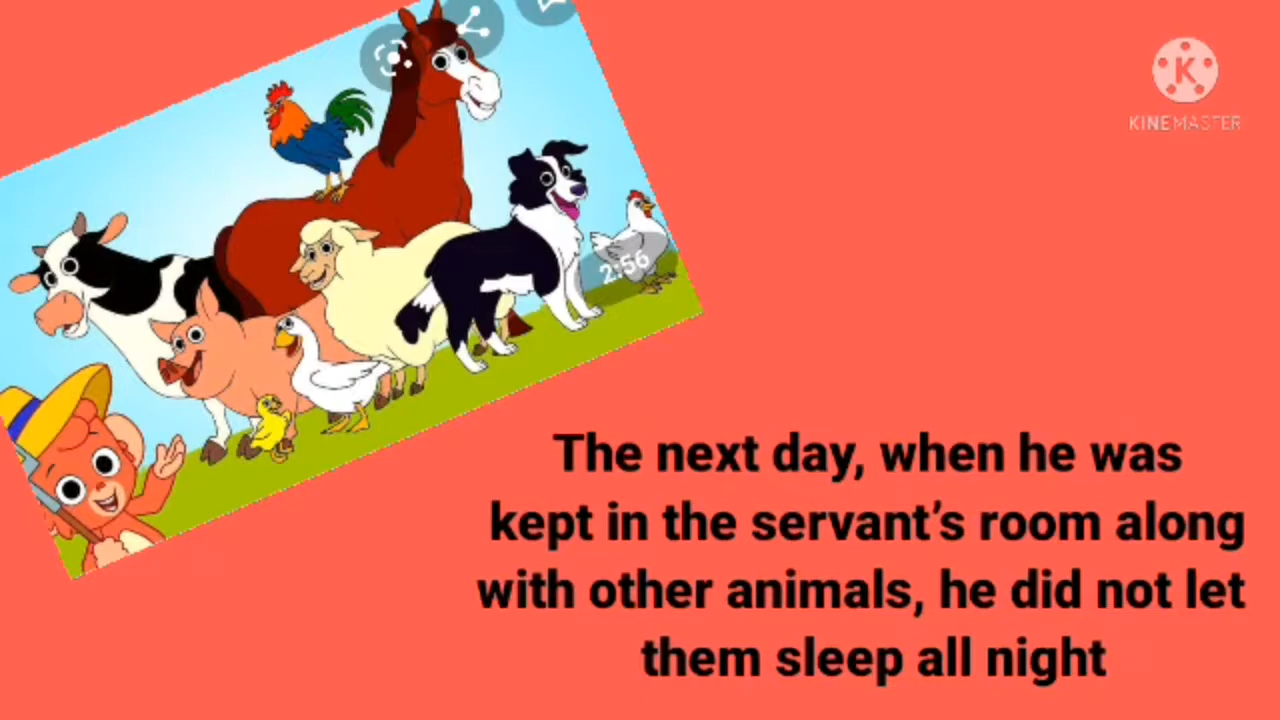 KINEMASTER
2:56
The next day, when he was
kept in the servant’s room along
with other animals, he did not let
them sleep all night